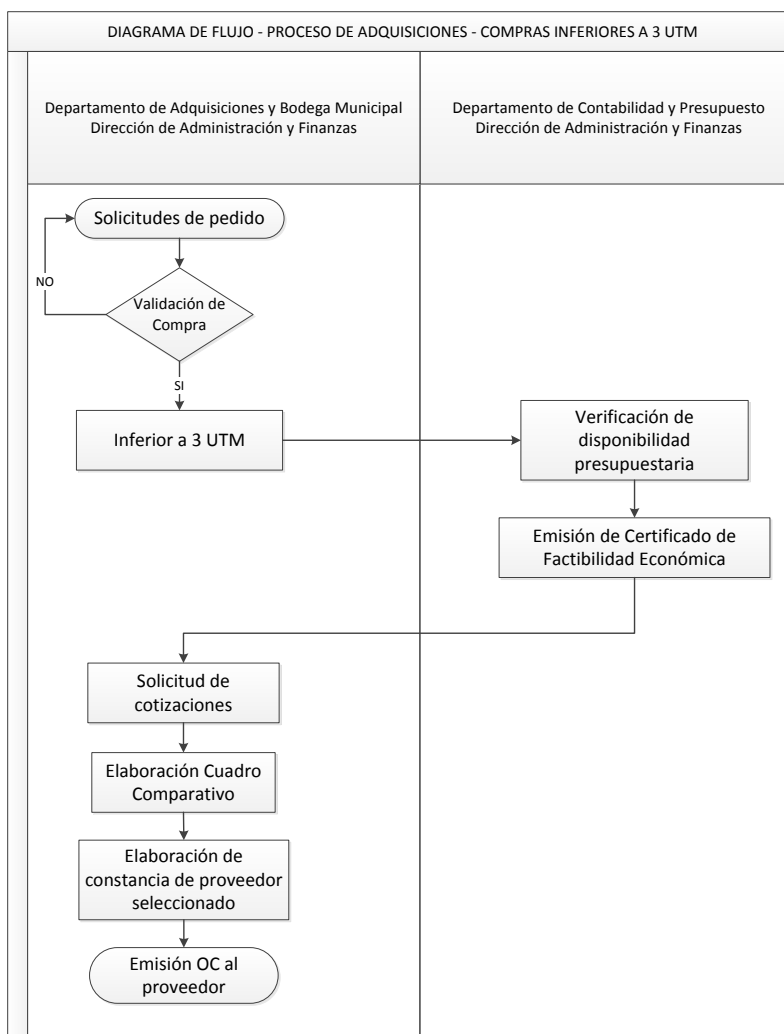 DIAGRAMA DE FLUJO - PROCESO DE ADQUISICIONES - COMPRAS INFERIORES A 3 UTM
Departamento de Adquisiciones y Bodega Municipal
Dirección de Administración y Finanzas
Departamento de Contabilidad y Presupuesto
Dirección de Administración y Finanzas
Solicitudes de pedido
NO
Validación de
Compra
SI
Inferior a 3 UTM
Verificación de
disponibilidad
presupuestaria
Emisión de Certificado de
Factibilidad Económica
Solicitud de
cotizaciones
Elaboración Cuadro
Comparativo
Elaboración de
constancia de proveedor
seleccionado
Emisión OC al
proveedor